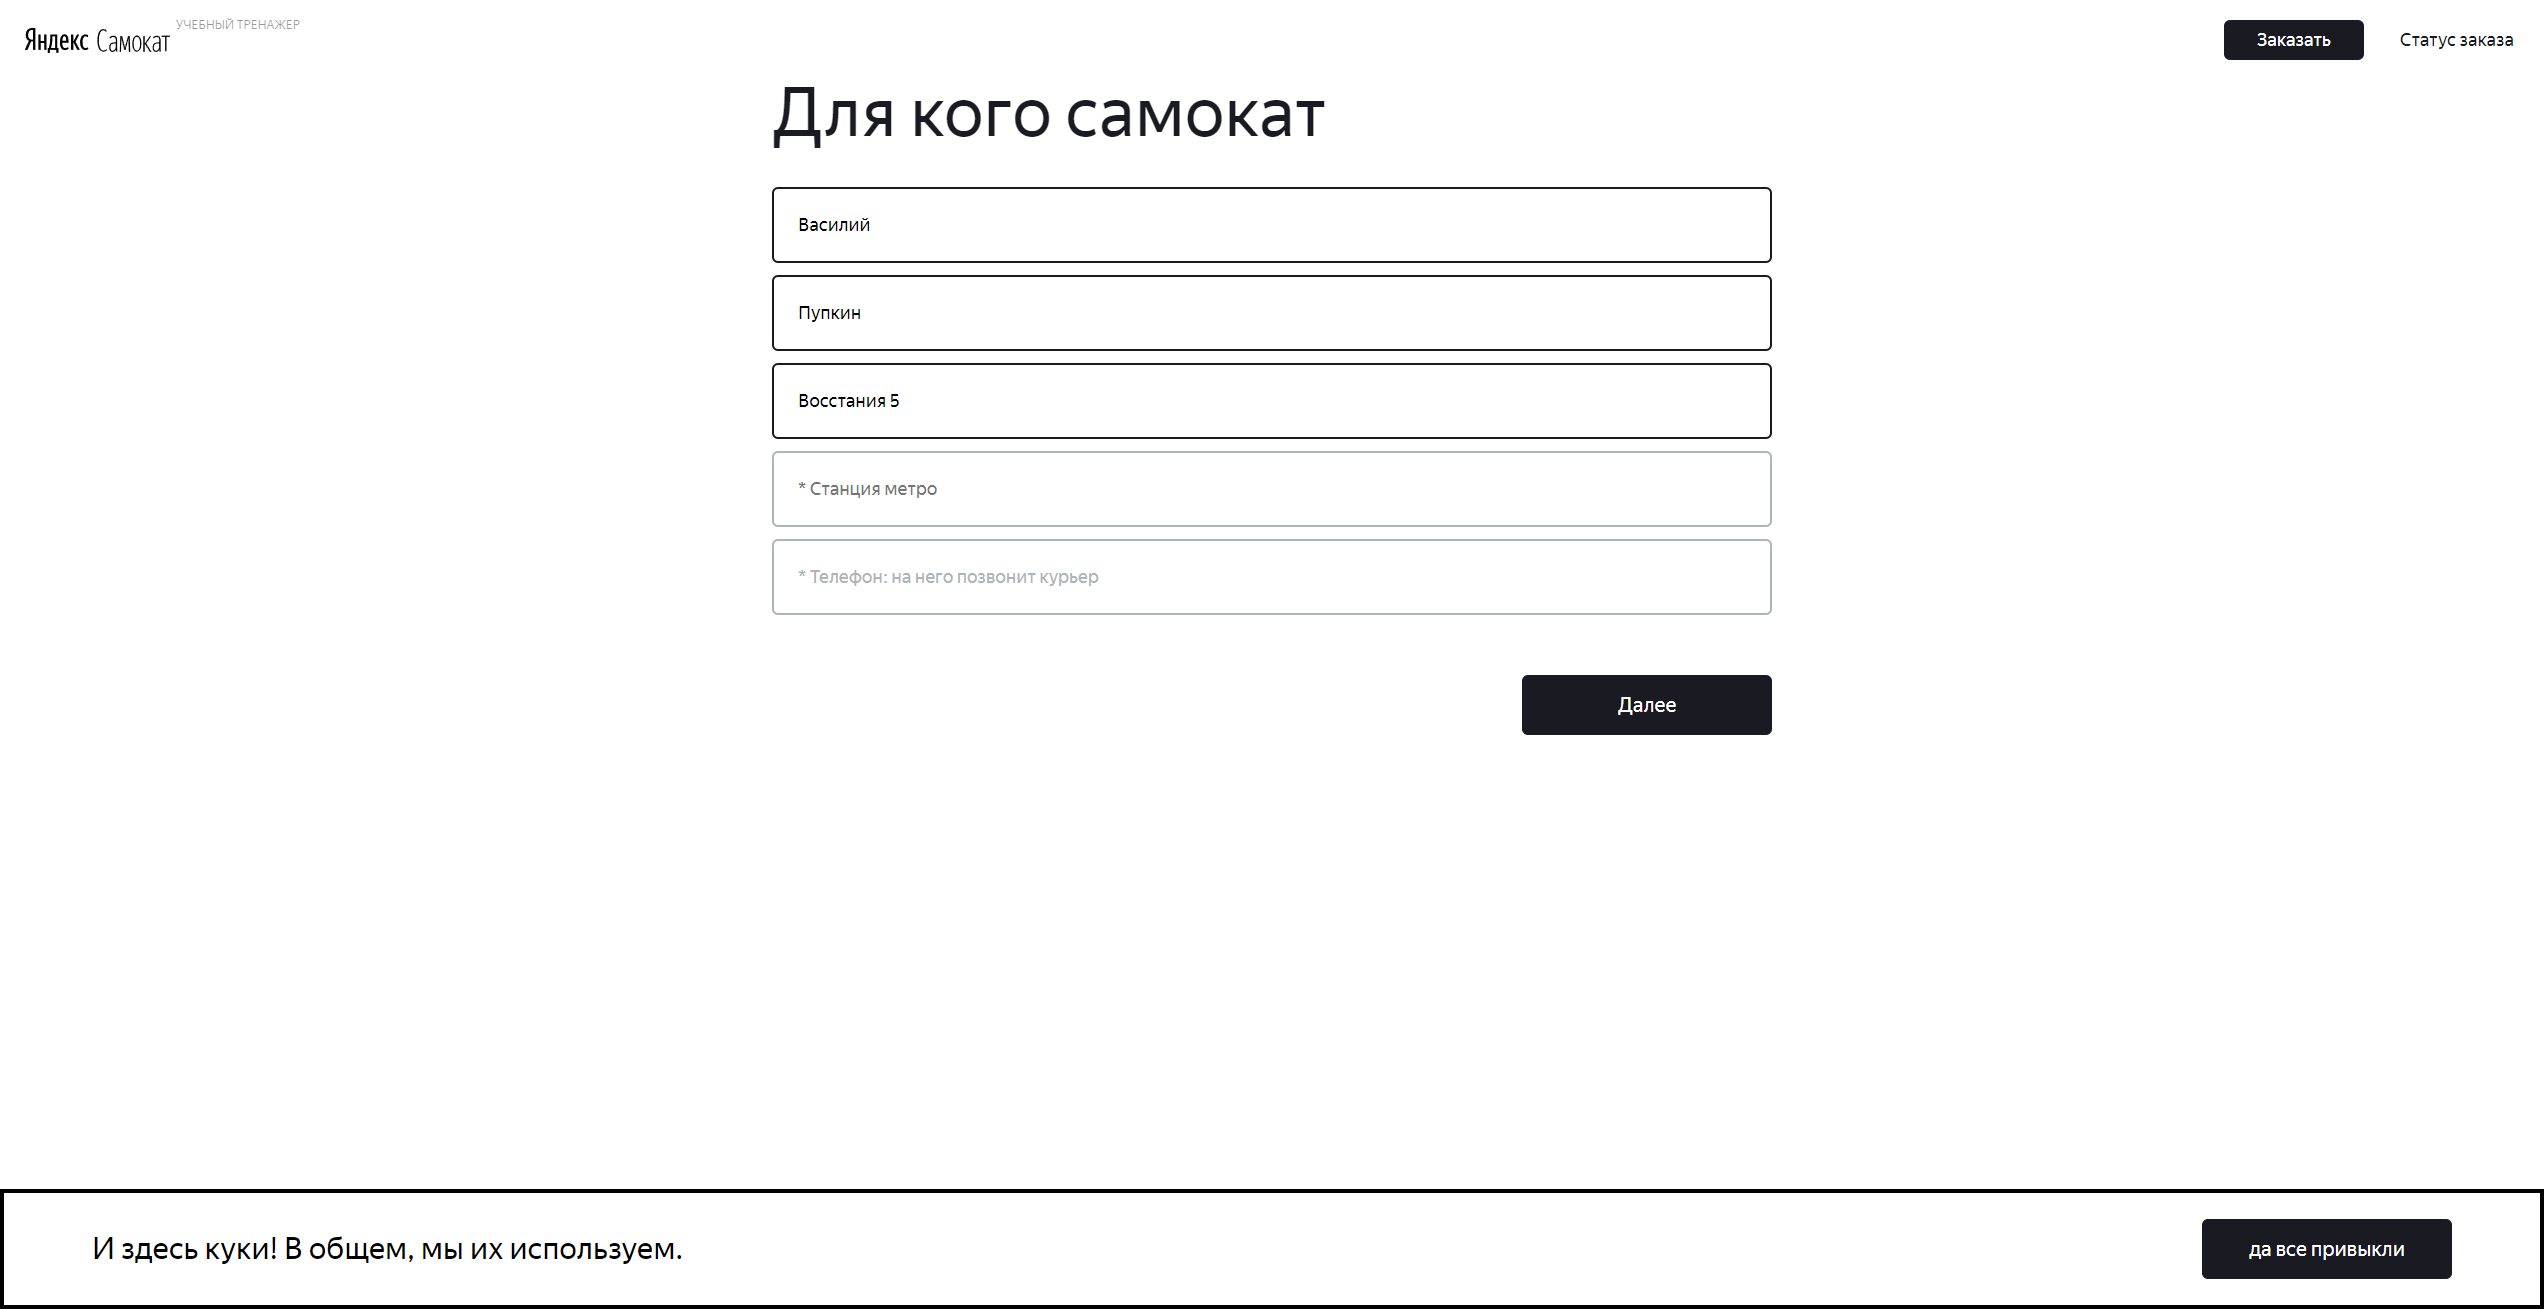 Яндекс Самокат
УЧЕБНЫЙ ТРЕНАЖЕР
Заказать
Статус заказа
Для кого самокат
Василий
Пупкин
Восстания 5
* Станция метро
* Телефон: на него позвонит курьер
Далее
И здесь куки! В общем, мы их используем.
да все привыкли